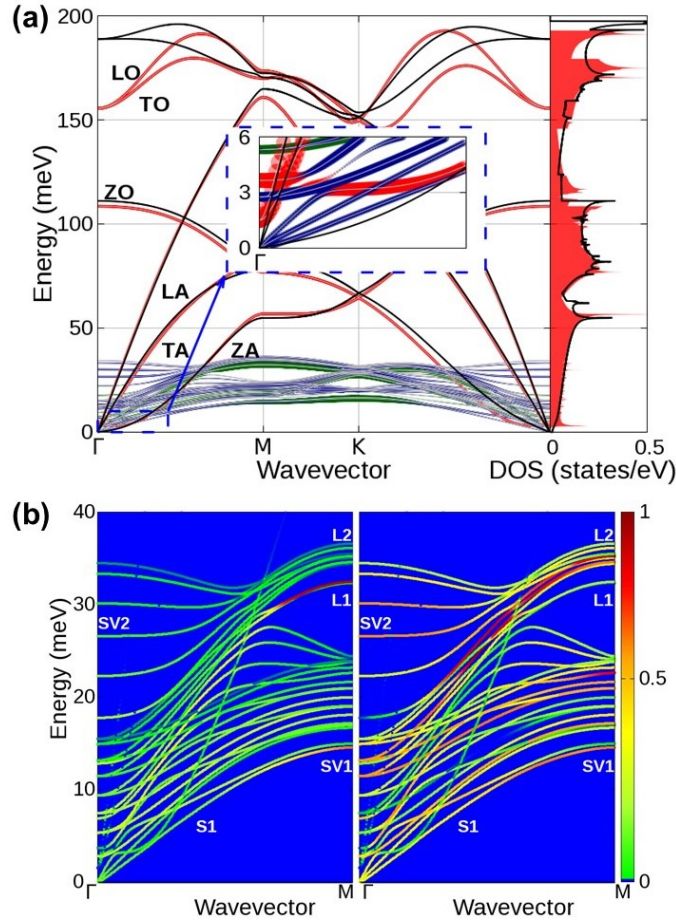 (a)
200
150
100
50
0
Energy (meV)
LO
TO
ZO
LA
TA
ZA
6
3
0
Γ
Γ
M
K
0
0.5
Wavevector
DOS (states/eV)
(b)
40
30
20
10
0
Energy (meV)
L2
L1
SV2
SV1
S1
Γ
M
Wavevector
L2
L1
SV2
SV1
S1
Γ
M
Wavevector
1
0.5
0